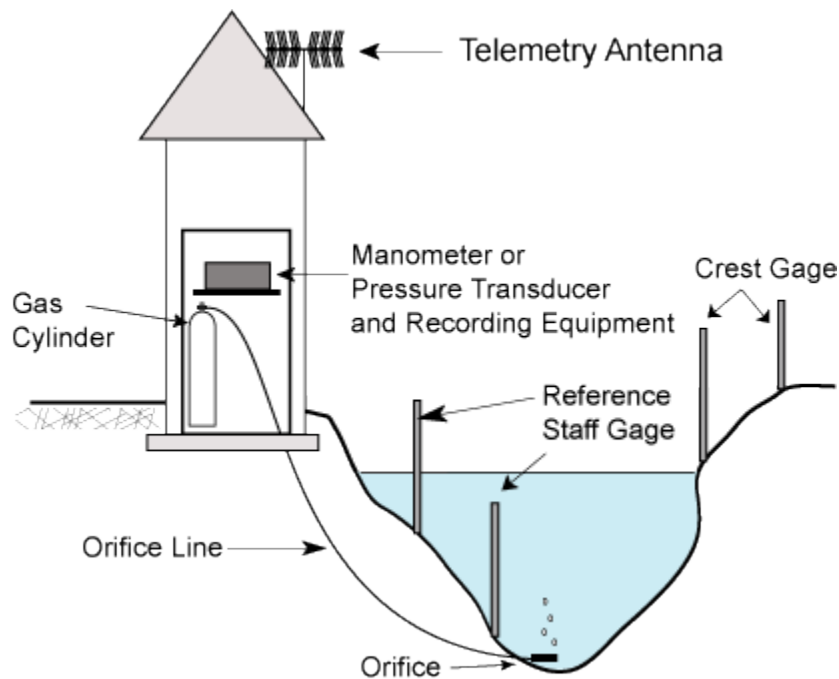 Telemetry Antenna
Manometer or
Pressure Transducer
and Recording Equipment
Crest Gage
Gas
Cylinder
Reference
Staff Gage
Orifice Line
Orifice